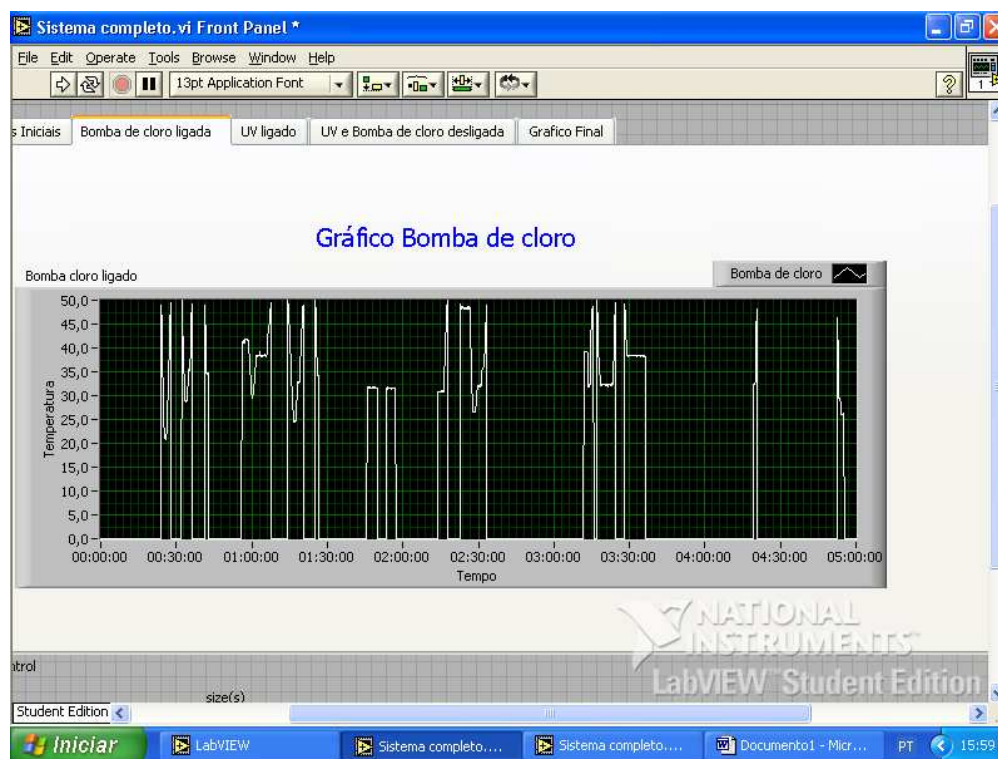 Sistema completo.vi Front Panel *
File Edit Operate Tools Browse Window Help
13pt Application Font
?
1
s Iniciais Bomba de cloro ligada UV ligado UV e Bomba de cloro desligada Grafico Final
Gráfico Bomba de cloro
Bomba cloro ligado Bomba de cloro
50,0
45,0
40,0
35,0
30,0
25,0
20,0
15,0
10,0
5,0
0,0
Temperatura
00:00:00 00:30:00 01:00:00 01:30:00 02:00:00 02:30:00 03:00:00 03:30:00 04:00:00 04:30:00 05:00:00
Tempo
NATIONAL
INSTRUMENTS
LabVIEW™ Student Edition
ntrol
size(s)
Student Edition
Iniciar LabVIEW Sistema completo.... Sistema completo.... Documento1 - Micr... PT 15:59